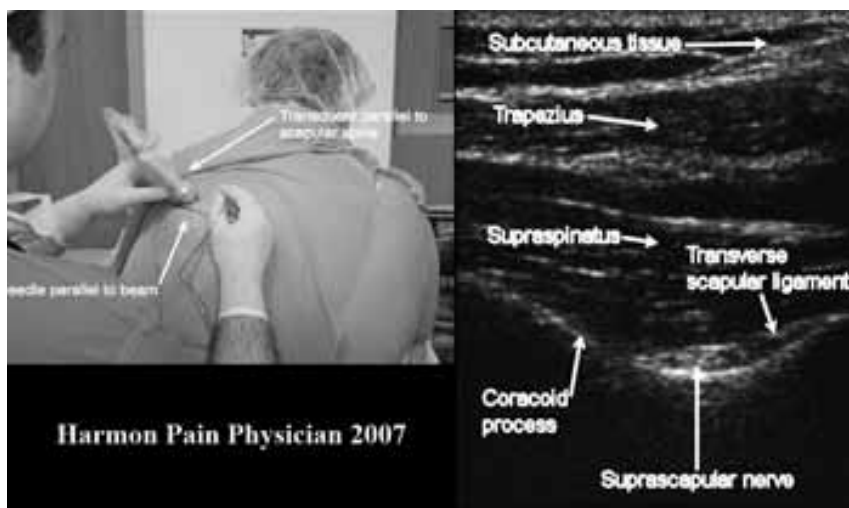 Transducer parallel to
scapular spine
eedle parallel to beam
Harmon Pain Physician 2007
Subcutaneous tissue
Trapezius
Supraspinatus
Transverse
scapular ligament
Coracoid
process
Suprascapular nerve